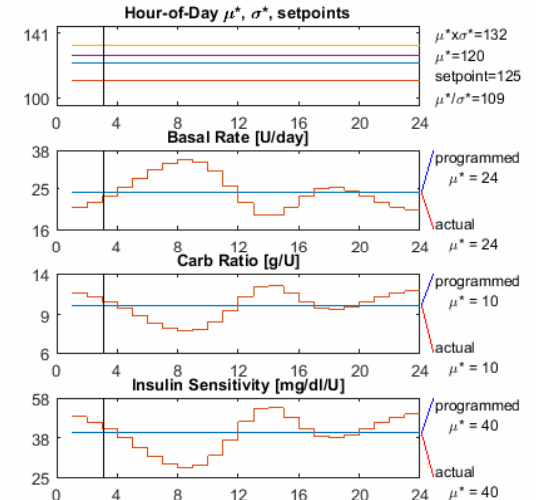 Hour-of-Day μ*, σ*, setpoints
141
100
μ*xσ*=132
μ*=120
setpoint=125
μ*/σ*=109
0 4 8 12 16 20 24
Basal Rate [U/day]
38
25
16
programmed
μ* = 24
actual
μ* = 24
0 4 8 12 16 20 24
Carb Ratio [g/U]
14
9
6
programmed
μ* = 10
actual
μ* = 10
0 4 8 12 16 20 24
Insulin Sensitivity [mg/dl/U]
58
38
25
programmed
μ* = 40
actual
μ* = 40
0 4 8 12 16 20 24